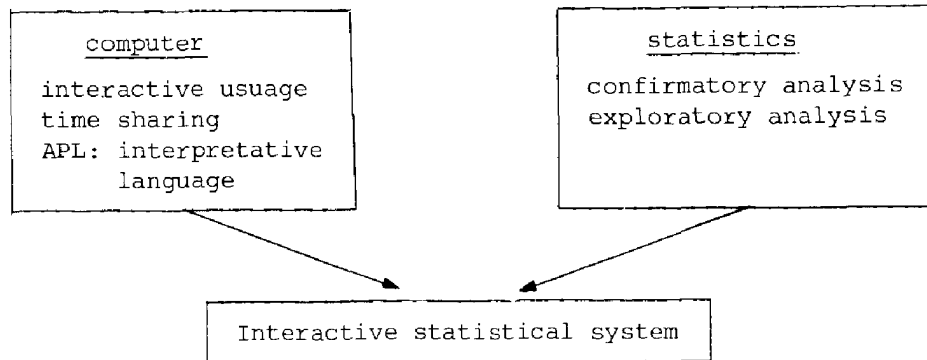 computer
interactive usuage
time sharing
APL: interpretative
language
statistics
confirmatory analysis
exploratory analysis
Interactive statistical system